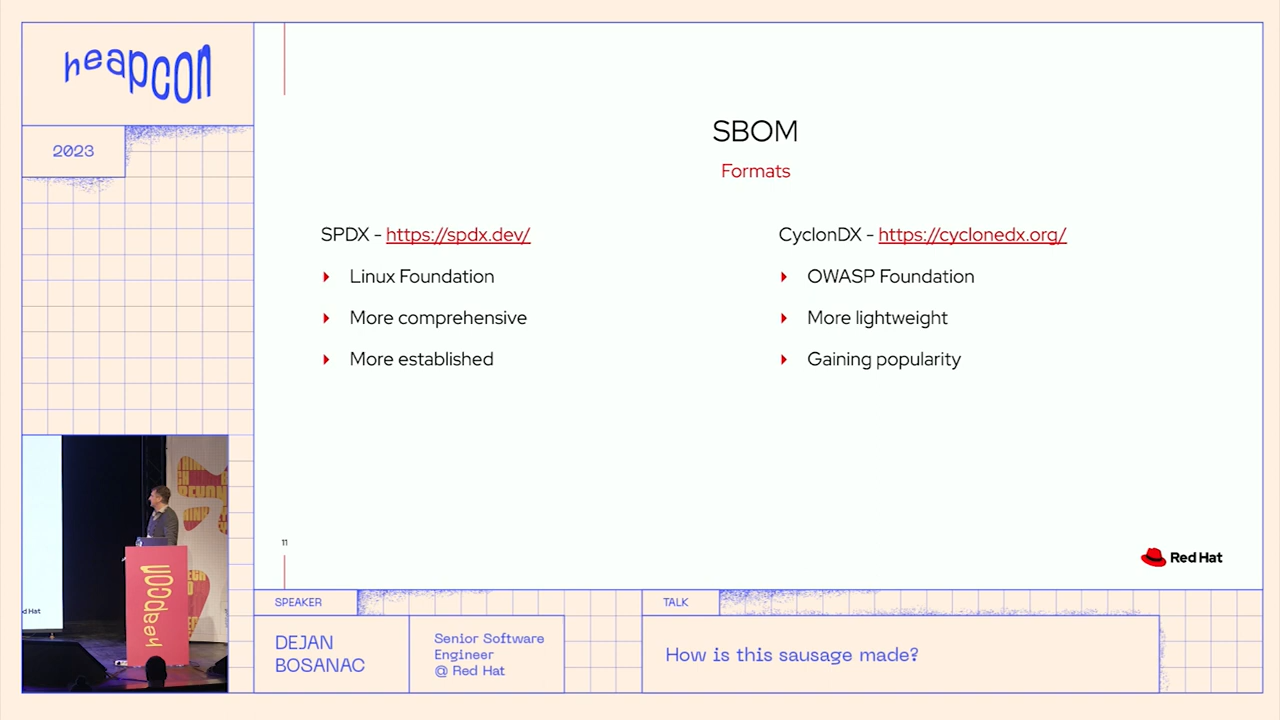 heapcon
2023
SBOM
Formats
SPDX - https://spdx.dev/
Linux Foundation
More comprehensive
More established
CyclonDX - https://cyclonedx.org/
OWASP Foundation
More lightweight
Gaining popularity
11
Red Hat
d Hat
heapcon
SPEAKER
DEJAN
BOSANAC
Senior Software
Engineer
@ Red Hat
TALK
How is this sausage made?